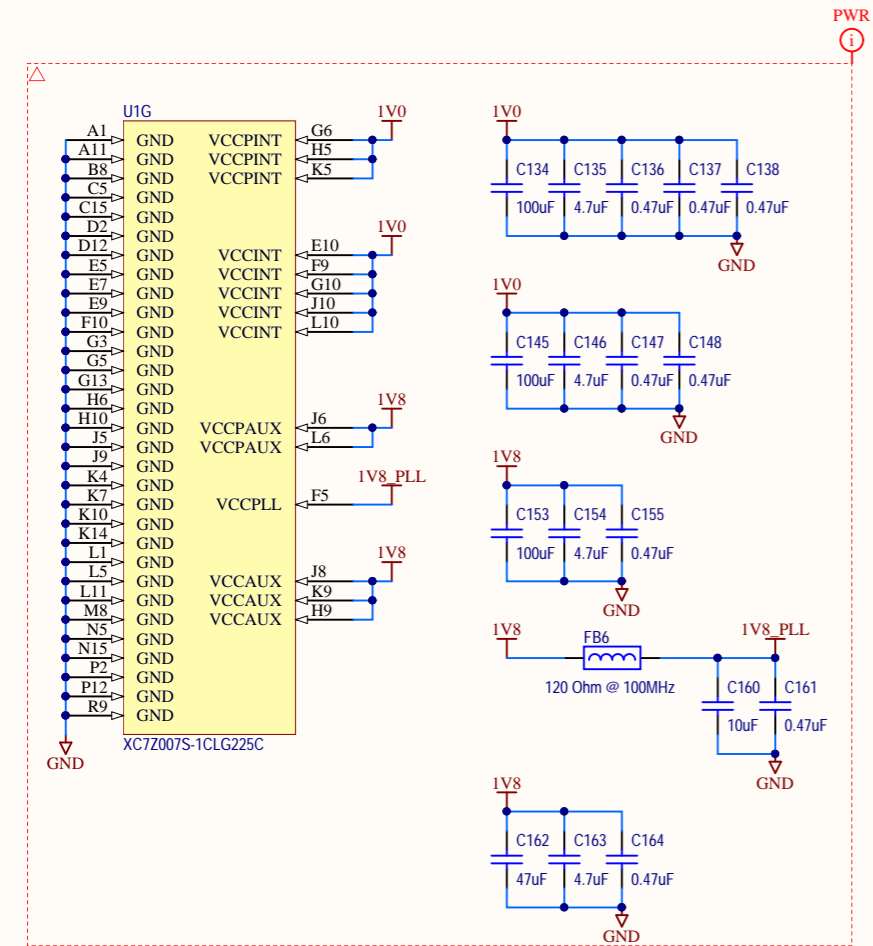 PWR
i
U1G
A1 GND VCCPINT G6 1V0
A11 GND VCCPINT H5
B8 GND VCCPINT K5
C5 GND
C15 GND
D2 GND 1V0
D12 GND VCCINT E10
E5 GND VCCINT F9
E7 GND VCCINT G10
E9 GND VCCINT J10
F10 GND VCCINT L10
G3 GND
G5 GND
G13 GND
H6 GND 1V8
H10 GND VCCPAUX J6
J5 GND VCCPAUX L6
J9 GND
K4 GND 1V8_PLL
K7 GND VCCPLL F5
K10 GND
K14 GND
L1 GND 1V8
L5 GND VCCAUX J8
L11 GND VCCAUX K9
M8 GND VCCAUX H9
N5 GND
N15 GND
P2 GND
P12 GND
R9 GND
XC7Z007S-1CLG225C
GND
1V0
C134 C135 C136 C137 C138
100uF 4.7uF 0.47uF 0.47uF 0.47uF
GND
1V0
C145 C146 C147 C148
100uF 4.7uF 0.47uF 0.47uF
GND
1V8
C153 C154 C155
100uF 4.7uF 0.47uF
GND
1V8 FB6 1V8_PLL
120 Ohm @ 100MHz
C160 C161
10uF 0.47uF
GND
1V8
C162 C163 C164
47uF 4.7uF 0.47uF
GND